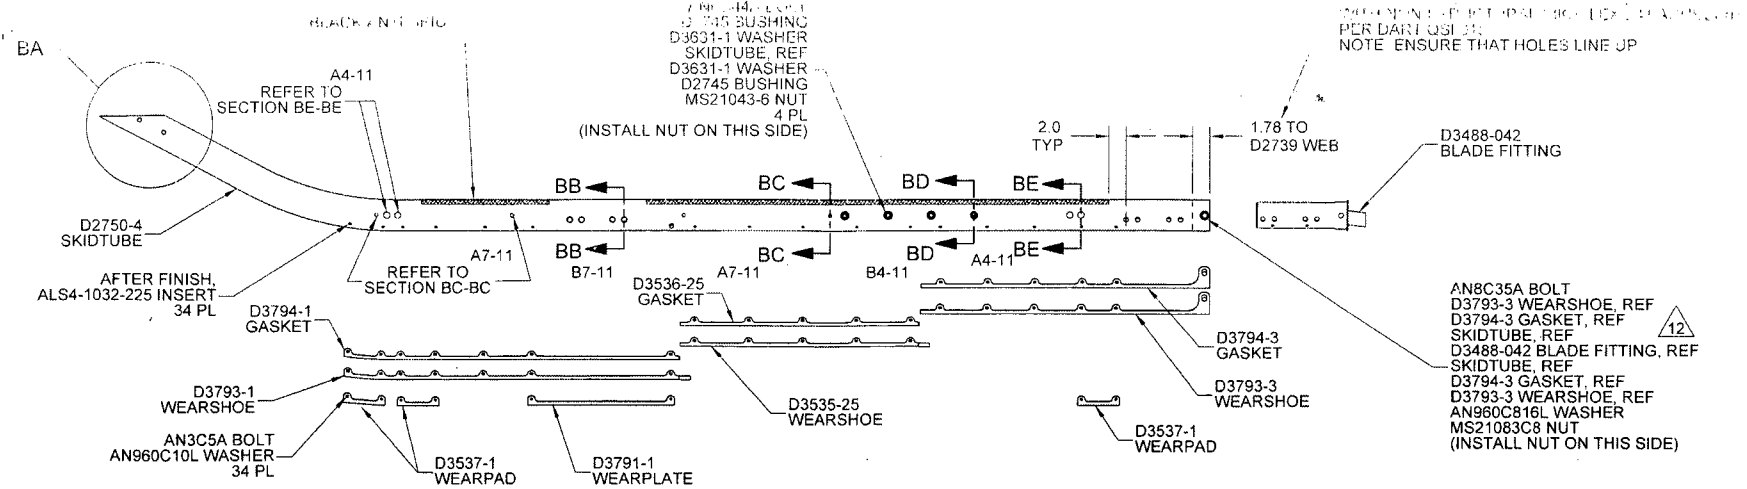 BA
A4-11
REFER TO
SECTION BE-BE
D2750-4
SKIDTUBE
AFTER FINISH,
ALS4-1032-225 INSERT
34 PL
BUSHING
D3631-1 WASHER
SKIDTUBE, REF
D3631-1 WASHER
D2745 BUSHING
MS21043-6 NUT
4 PL
(INSTALL NUT ON THIS SIDE)
PER DART QSI
NOTE ENSURE THAT HOLES LINE UP
2.0
TYP
1.78 TO
D2739 WEB
D3488-042
BLADE FITTING
BB
BC
BD
BE
BB
BC
BD
BE
A7-11
B7-11
A7-11
B4-11
A4-11
REFER TO
SECTION BC-BC
D3794-1
GASKET
D3536-25
GASKET
D3793-1
WEARSHOE
AN3C5A BOLT
AN960C10L WASHER
34 PL
D3537-1
WEARPAD
D3791-1
WEARPLATE
D3535-25
WEARSHOE
D3794-3
GASKET
D3793-3
WEARSHOE
D3537-1
WEARPAD
AN8C35A BOLT
D3793-3 WEARSHOE, REF
D3794-3 GASKET, REF
SKIDTUBE, REF
D3488-042 BLADE FITTING, REF
SKIDTUBE, REF
D3794-3 GASKET, REF
D3793-3 WEARSHOE, REF
AN960C816L WASHER
MS21083C8 NUT
(INSTALL NUT ON THIS SIDE)
12